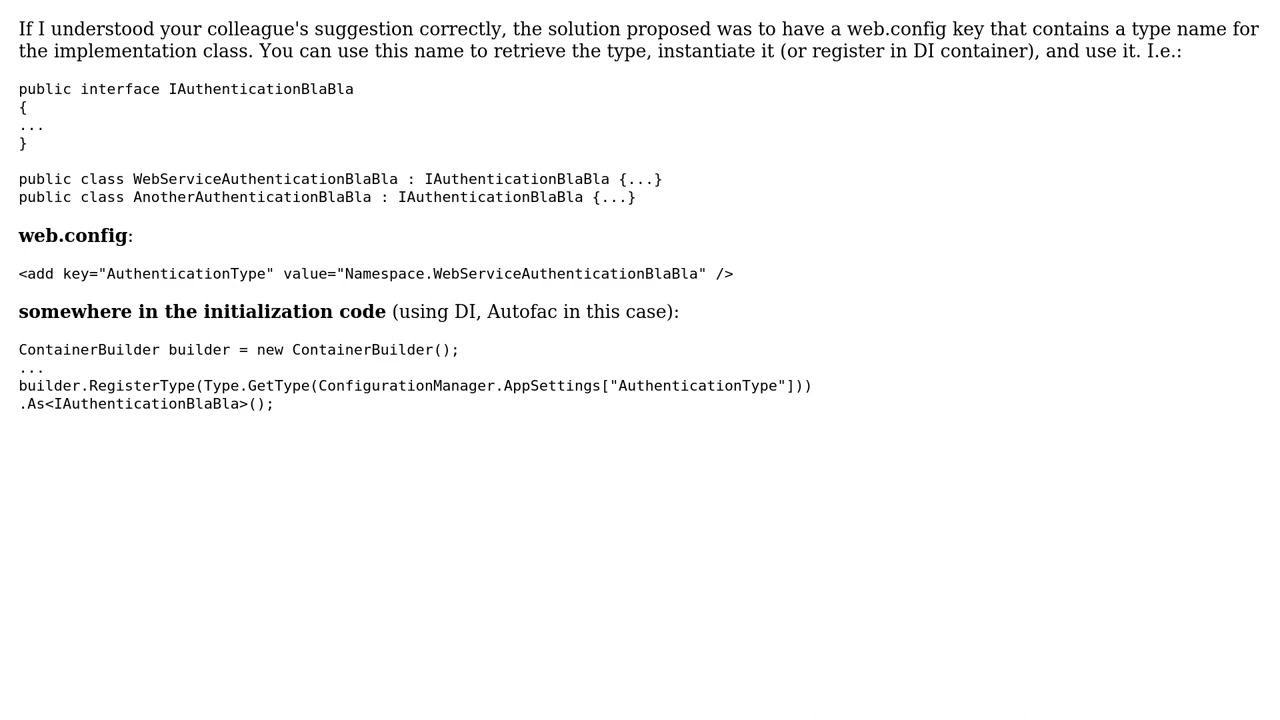 If I understood your colleague's suggestion correctly, the solution proposed was to have a web.config key that contains a type name for
the implementation class. You can use this name to retrieve the type, instantiate it (or register in DI container), and use it. I.e.:
public interface IAuthenticationBlaBla
{
...
}
public class WebServiceAuthenticationBlaBla : IAuthenticationBlaBla {...}
public class AnotherAuthenticationBlaBla : IAuthenticationBlaBla {...}
web.config:
<add key="AuthenticationType" value="Namespace.WebServiceAuthenticationBlaBla" />
somewhere in the initialization code (using DI, Autofac in this case):
ContainerBuilder builder = new ContainerBuilder();
...
builder.RegisterType(Type.GetType(ConfigurationManager.AppSettings["AuthenticationType"]))
.As<IAuthenticationBlaBla>();